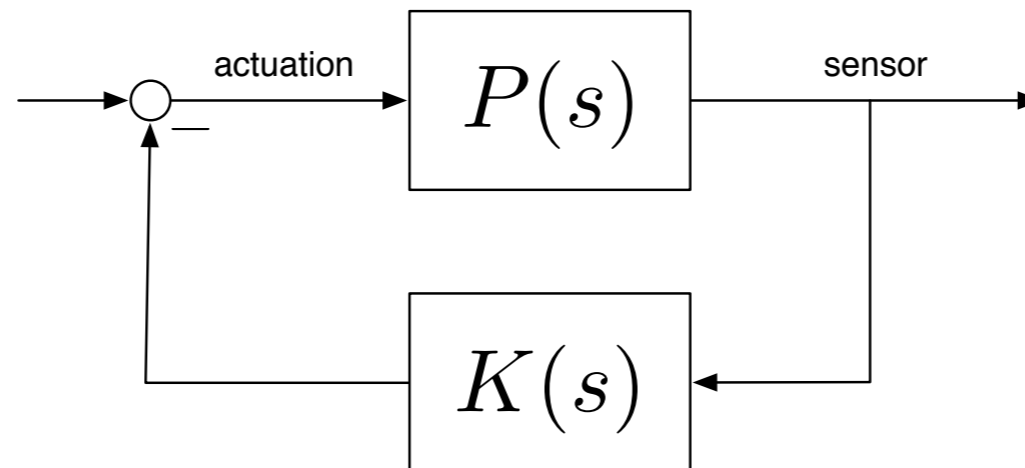 actuation
P(s)
sensor
—
K(s)